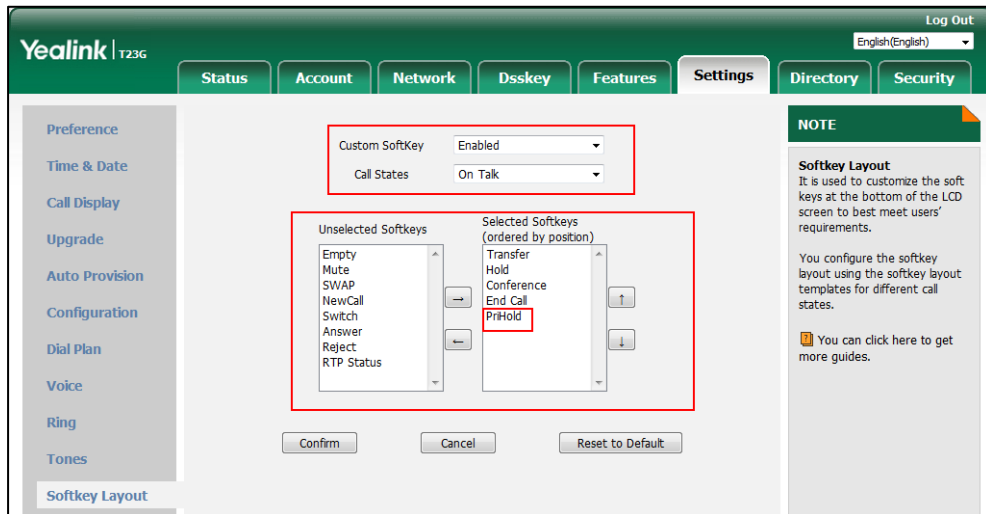 Log Out
Yealink | T23G
English(English)
Status Account Network Dsskey Features Settings Directory Security
Preference
Time & Date
Call Display
Upgrade
Auto Provision
Configuration
Dial Plan
Voice
Ring
Tones
Softkey Layout
Custom SoftKey Enabled
Call States On Talk
Unselected Softkeys
Empty
Mute
SWAP
NewCall
Switch
Answer
Reject
RTP Status
→
←
Selected Softkeys
(ordered by position)
Transfer
Hold
Conference
End Call
PriHold
↑
↓
Confirm Cancel Reset to Default
NOTE
Softkey Layout
It is used to customize the soft
keys at the bottom of the LCD
screen to best meet users'
requirements.
You configure the softkey
layout using the softkey layout
templates for different call
states.
? You can click here to get
more guides.